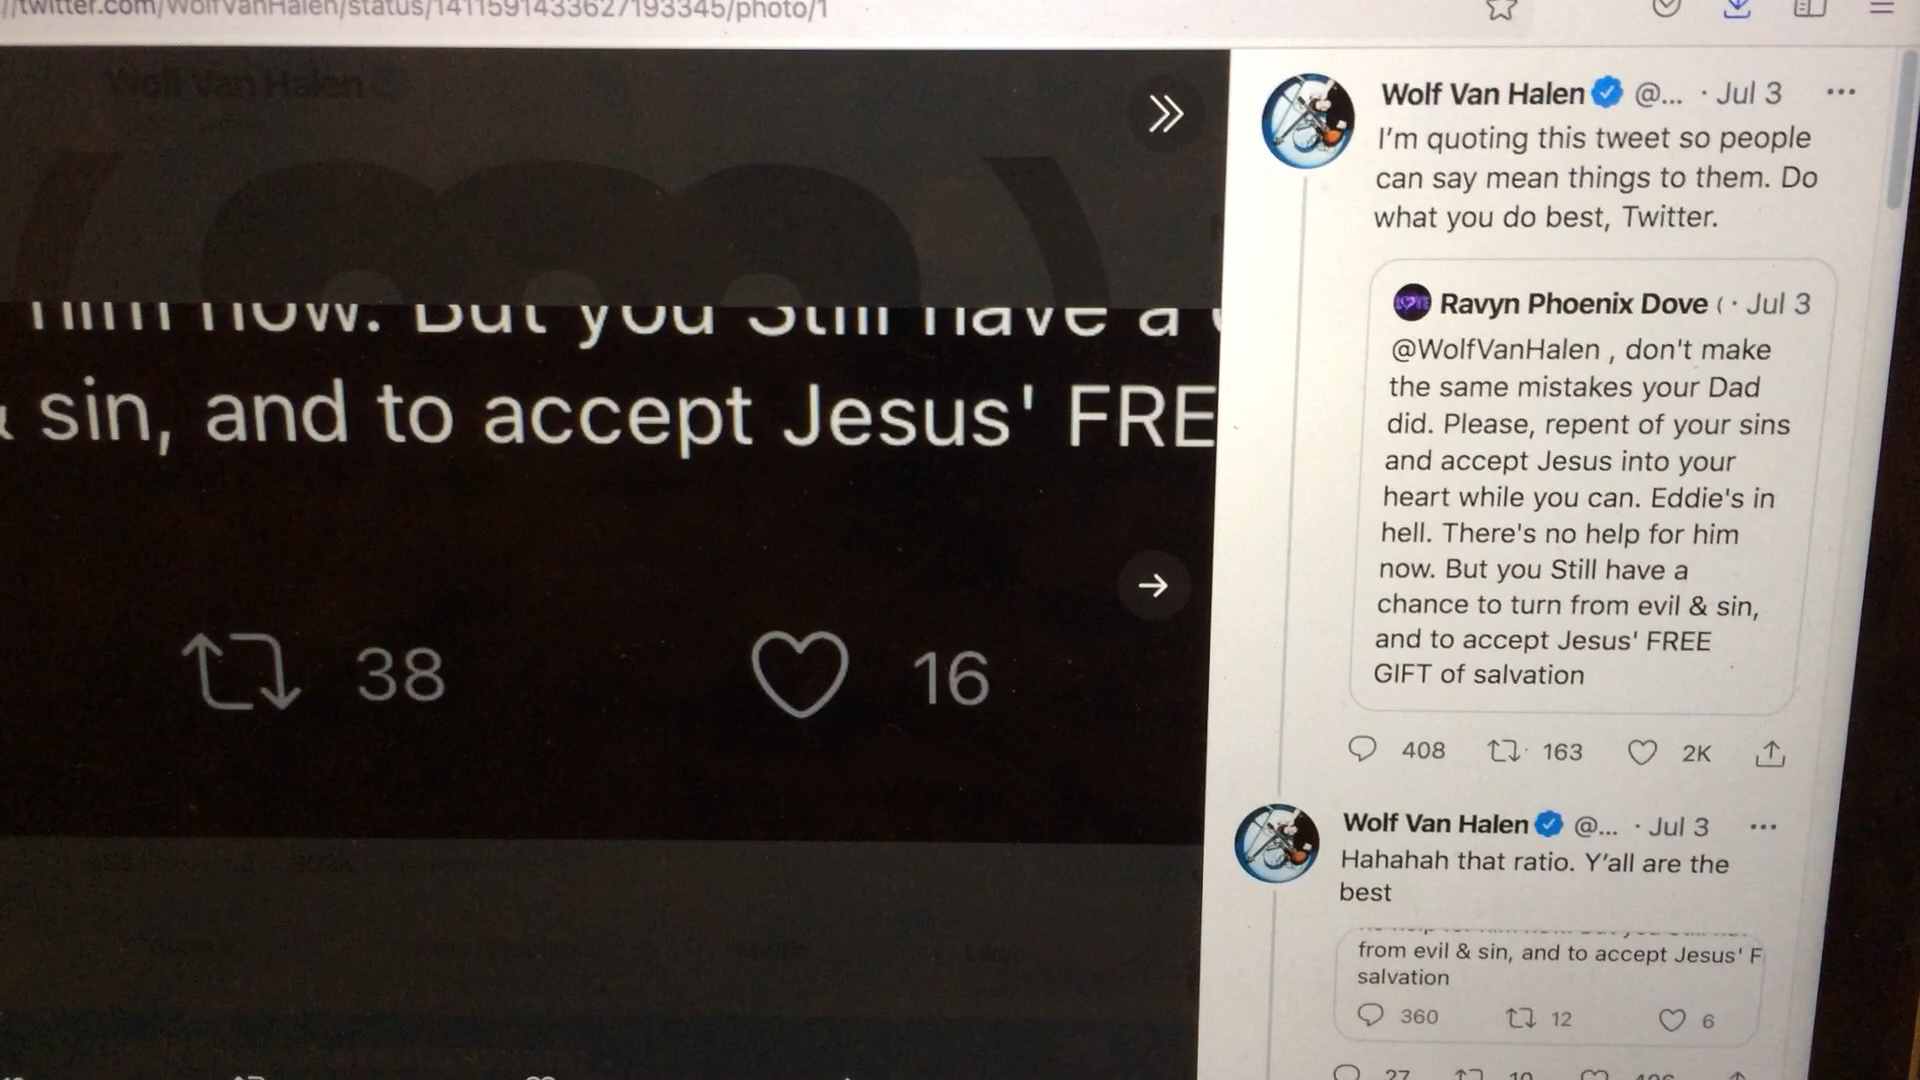 //twitter.com/WolfVanHalen/status/1411591433627193345/photo/1
Wolf Van Halen
Him now. But you Still have a
& sin, and to accept Jesus' FRE
38
16
Wolf Van Halen @... · Jul 3 ...
I'm quoting this tweet so people
can say mean things to them. Do
what you do best, Twitter.
LOVE
Ravyn Phoenix Dove ( · Jul 3
@WolfVanHalen , don't make
the same mistakes your Dad
did. Please, repent of your sins
and accept Jesus into your
heart while you can. Eddie's in
hell. There's no help for him
now. But you Still have a
chance to turn from evil & sin,
and to accept Jesus' FREE
GIFT of salvation
408 163 2K
Wolf Van Halen @... · Jul 3 ...
Hahahah that ratio. Y'all are the
best
from evil & sin, and to accept Jesus' F
salvation
360 12 6
27 10